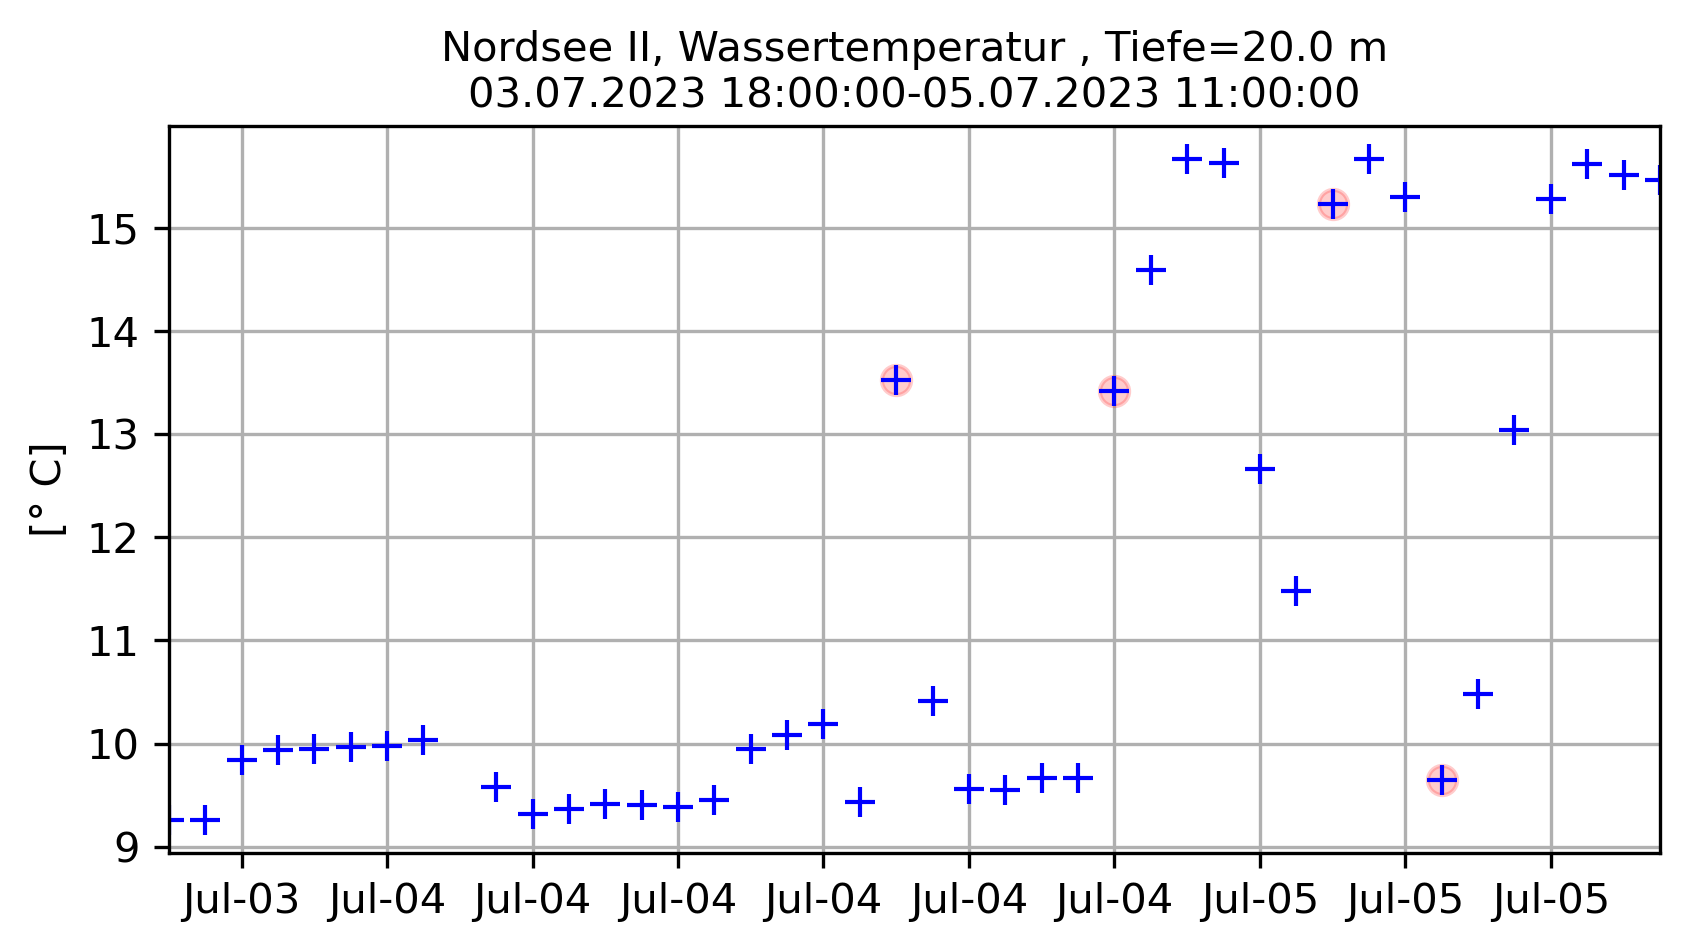 Nordsee II, Wassertemperatur , Tiefe=20.0 m
03.07.2023 18:00:00-05.07.2023 11:00:00
[° C]
15
14
13
12
11
10
9
Jul-03 Jul-04 Jul-04 Jul-04 Jul-04 Jul-04 Jul-04 Jul-05 Jul-05 Jul-05